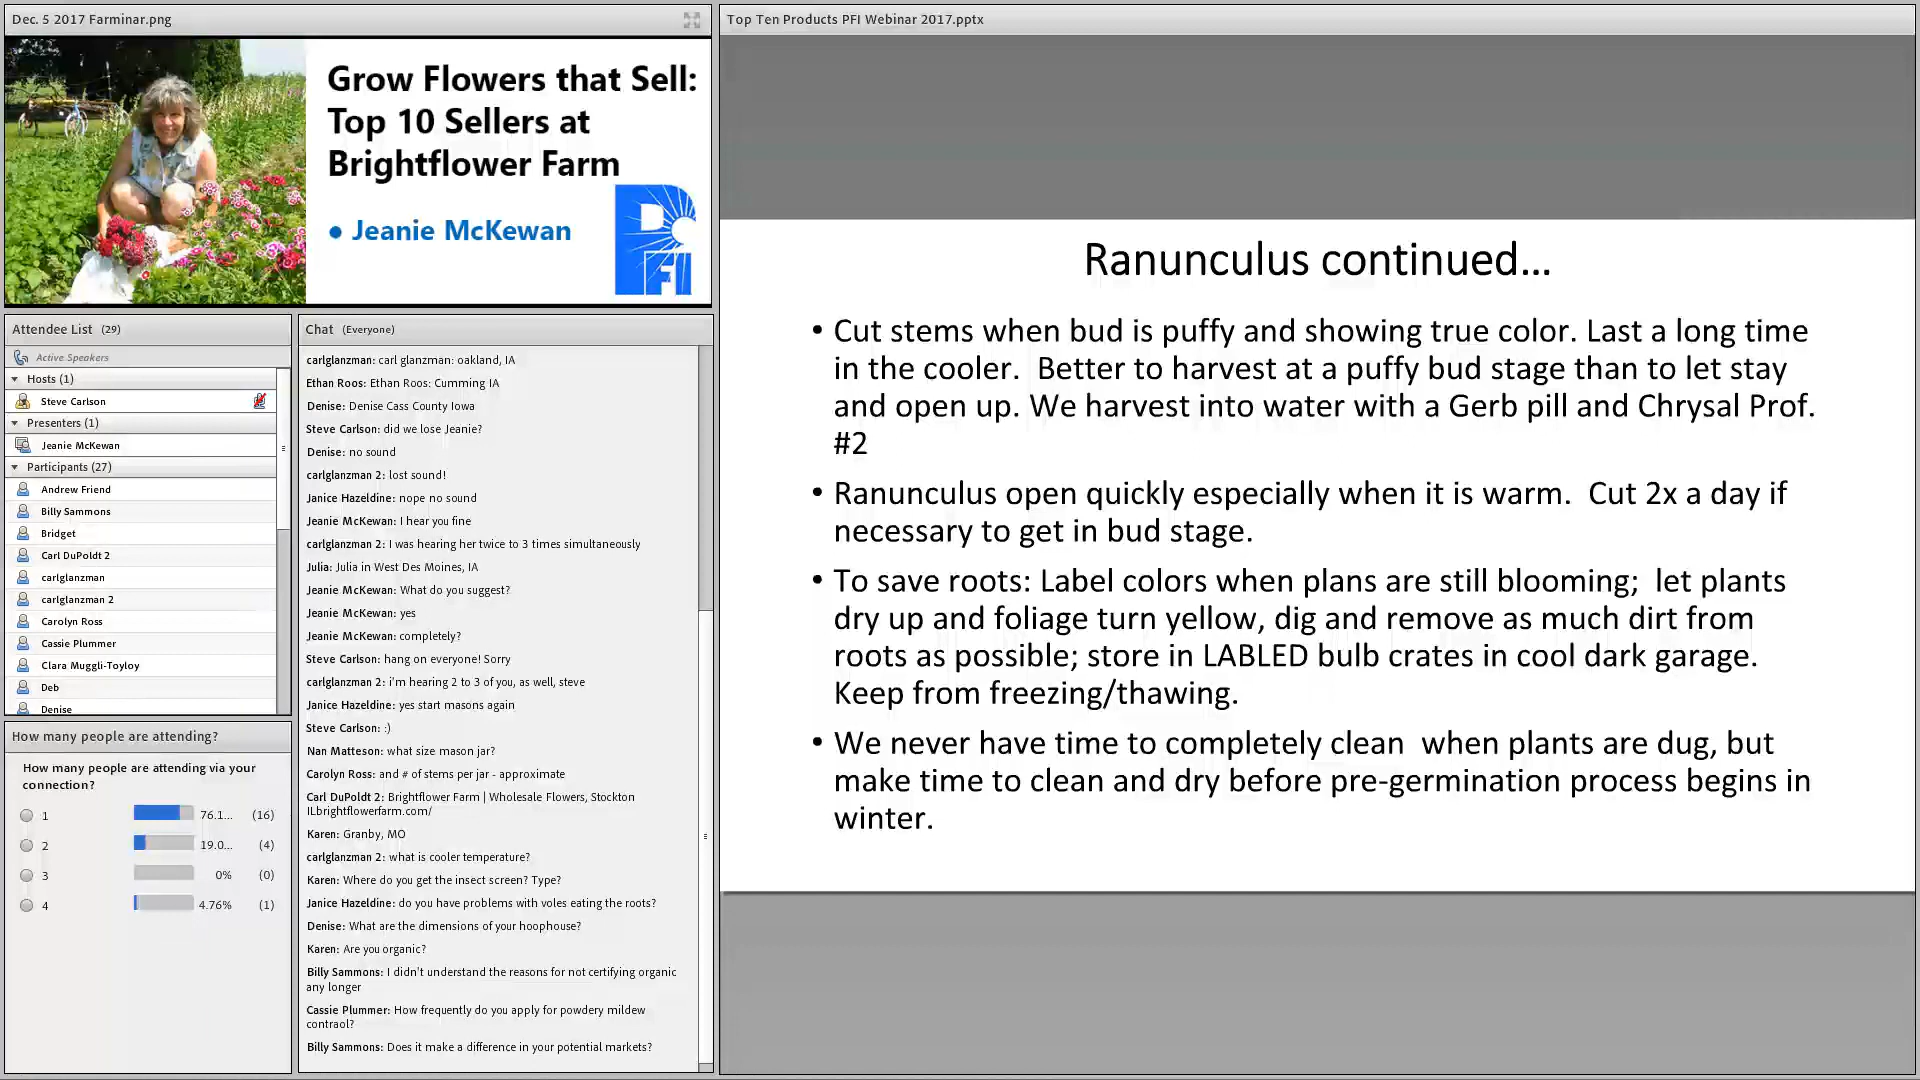 Dec. 5 2017 Farminar.png
Grow Flowers that Sell:
Top 10 Sellers at
Brightflower Farm
• Jeanie McKewan
PFI
Attendee List (29)
Active Speakers
Hosts (1)
Steve Carlson
Presenters (1)
Jeanie McKewan
Participants (27)
Andrew Friend
Billy Sammons
Bridget
Carl DuPoldt 2
carlglanzman
carlglanzman 2
Carolyn Ross
Cassie Plummer
Clara Muggli-Toyloy
Deb
Denise
How many people are attending?
How many people are attending via your
connection?
1 76.1... (16)
2 19.0... (4)
3 0% (0)
4 4.76% (1)
Chat (Everyone)
carlglanzman: carl glanzman: oakland, IA
Ethan Roos: Ethan Roos: Cumming IA
Denise: Denise Cass County Iowa
Steve Carlson: did we lose Jeanie?
Denise: no sound
carlglanzman 2: lost sound!
Janice Hazeldine: nope no sound
Jeanie McKewan: I hear you fine
carlglanzman 2: I was hearing her twice to 3 times simultaneously
Julia: Julia in West Des Moines, IA
Jeanie McKewan: What do you suggest?
Jeanie McKewan: yes
Jeanie McKewan: completely?
Steve Carlson: hang on everyone! Sorry
carlglanzman 2: i'm hearing 2 to 3 of you, as well, steve
Janice Hazeldine: yes start masons again
Steve Carlson: :)
Nan Matteson: what size mason jar?
Carolyn Ross: and # of stems per jar - approximate
Carl DuPoldt 2: Brightflower Farm | Wholesale Flowers, Stockton
ILbrightflowerfarm.com/
Karen: Granby, MO
carlglanzman 2: what is cooler temperature?
Karen: Where do you get the insect screen? Type?
Janice Hazeldine: do you have problems with voles eating the roots?
Denise: What are the dimensions of your hoophouse?
Karen: Are you organic?
Billy Sammons: I didn't understand the reasons for not certifying organic
any longer
Cassie Plummer: How frequently do you apply for powdery mildew
contraol?
Billy Sammons: Does it make a difference in your potential markets?
Top Ten Products PFI Webinar 2017.pptx
Ranunculus continued…
• Cut stems when bud is puffy and showing true color. Last a long time
in the cooler. Better to harvest at a puffy bud stage than to let stay
and open up. We harvest into water with a Gerb pill and Chrysal Prof.
#2
• Ranunculus open quickly especially when it is warm. Cut 2x a day if
necessary to get in bud stage.
• To save roots: Label colors when plans are still blooming; let plants
dry up and foliage turn yellow, dig and remove as much dirt from
roots as possible; store in LABLED bulb crates in cool dark garage.
Keep from freezing/thawing.
• We never have time to completely clean when plants are dug, but
make time to clean and dry before pre-germination process begins in
winter.